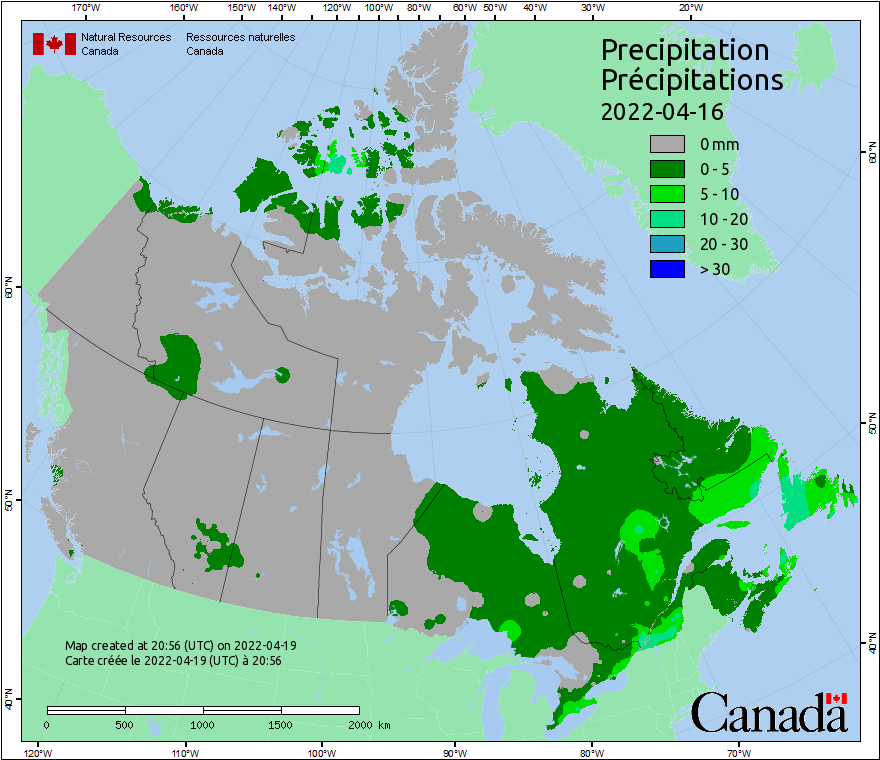 170°W 160°W 150°W 140°W 130°W 120°W 110°W 100°W 90°W 80°W 60°W 50°W 40°W 30°W 20°W
Natural Resources Ressources naturelles
Canada Canada
Precipitation
Précipitations
2022-04-16
0 mm
0 - 5
5 - 10
10 - 20
20 - 30
> 30
60°N
60°N
50°N
50°N
40°N
40°N
Map created at 20:56 (UTC) on 2022-04-19
Carte créée le 2022-04-19 (UTC) à 20:56
0 500 1000 1500 2000 km
Canada
120°W 110°W 100°W 90°W 80°W 70°W